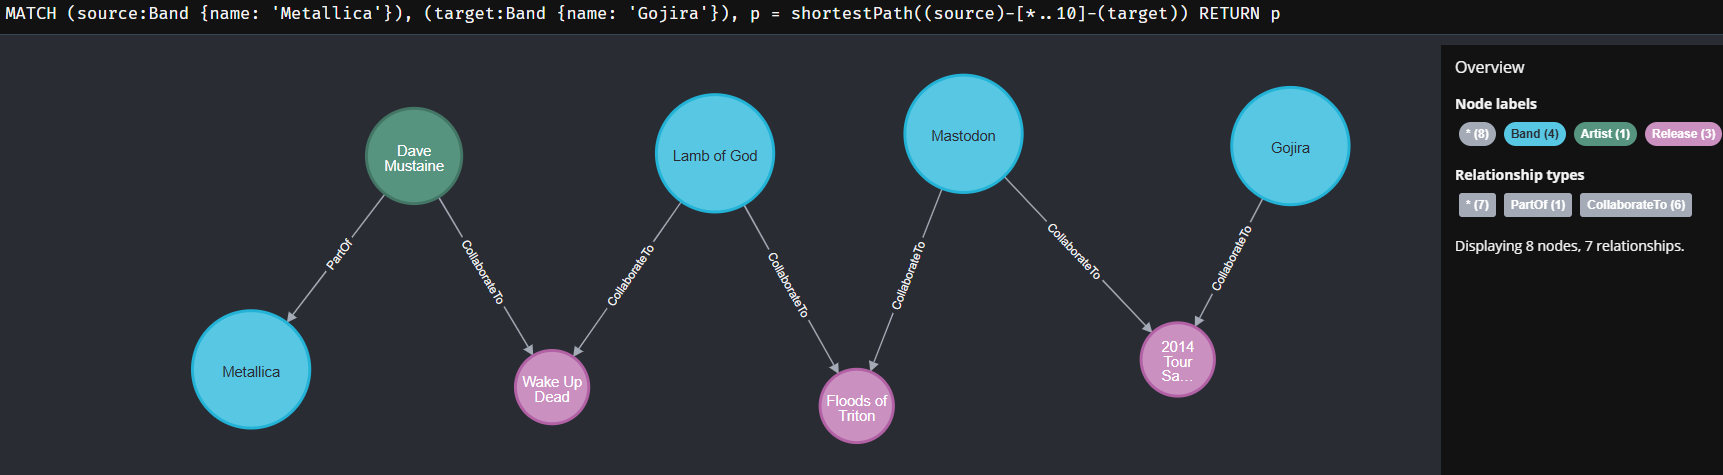 MATCH (source:Band {name: 'Metallica'}), (target:Band {name: 'Gojira'}), p = shortestPath((source)-[*..10]-(target)) RETURN p
Dave
Mustaine
Lamb of God
Mastodon
Gojira
PartOf
CollaborateTo
CollaborateTo
CollaborateTo
CollaborateTo
CollaborateTo
CollaborateTo
Metallica
Wake Up
Dead
Floods of
Triton
2014
Tour
Sa...
Overview
Node labels
* (8) Band (4) Artist (1) Release (3)
Relationship types
* (7) PartOf (1) CollaborateTo (6)
Displaying 8 nodes, 7 relationships.